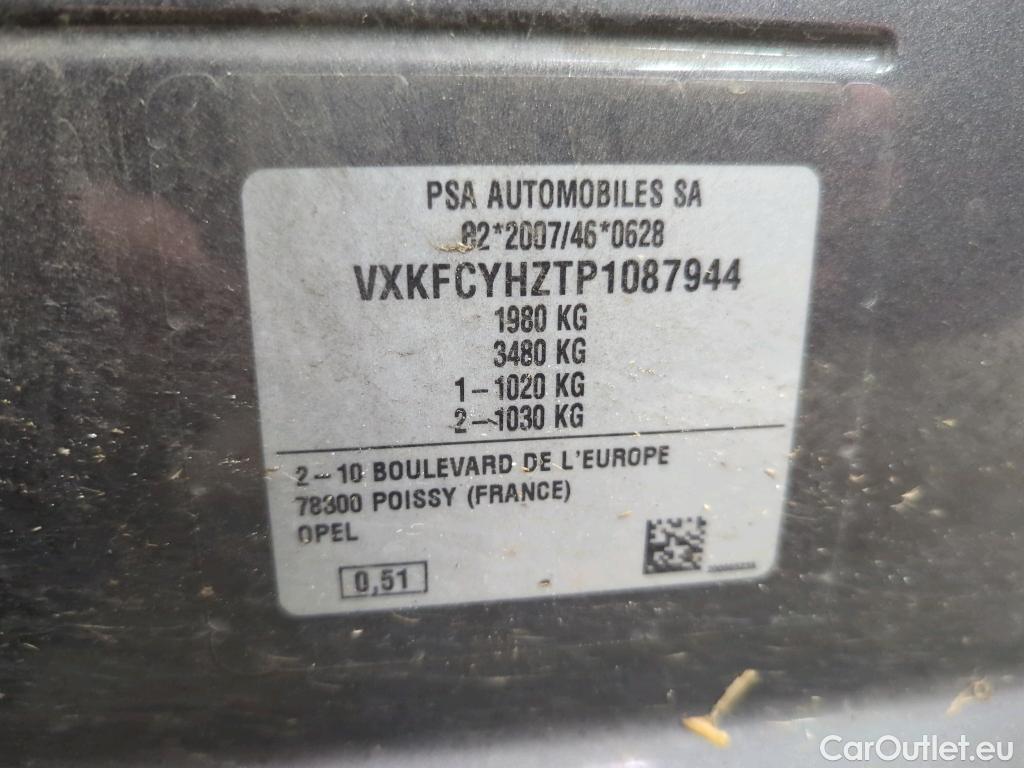 PSA AUTOMOBILES SA
02*2007/46*0628
VXKFCYHZTP1087944
1980 KG
3480 KG
1-1020 KG
2-1030 KG
2-10 BOULEVARD DE L'EUROPE
78300 POISSY (FRANCE)
OPEL
0,51
CarOutlet.eu